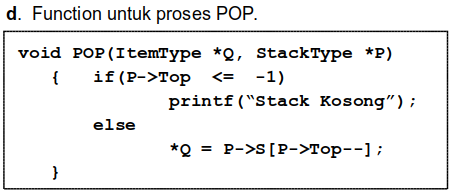 d. Function untuk proses POP.
void POP(ItemType *Q, StackType *P)
{ if(P->Top <= -1)
printf(“Stack Kosong”);
else
*Q = P->S[P->Top--];
}